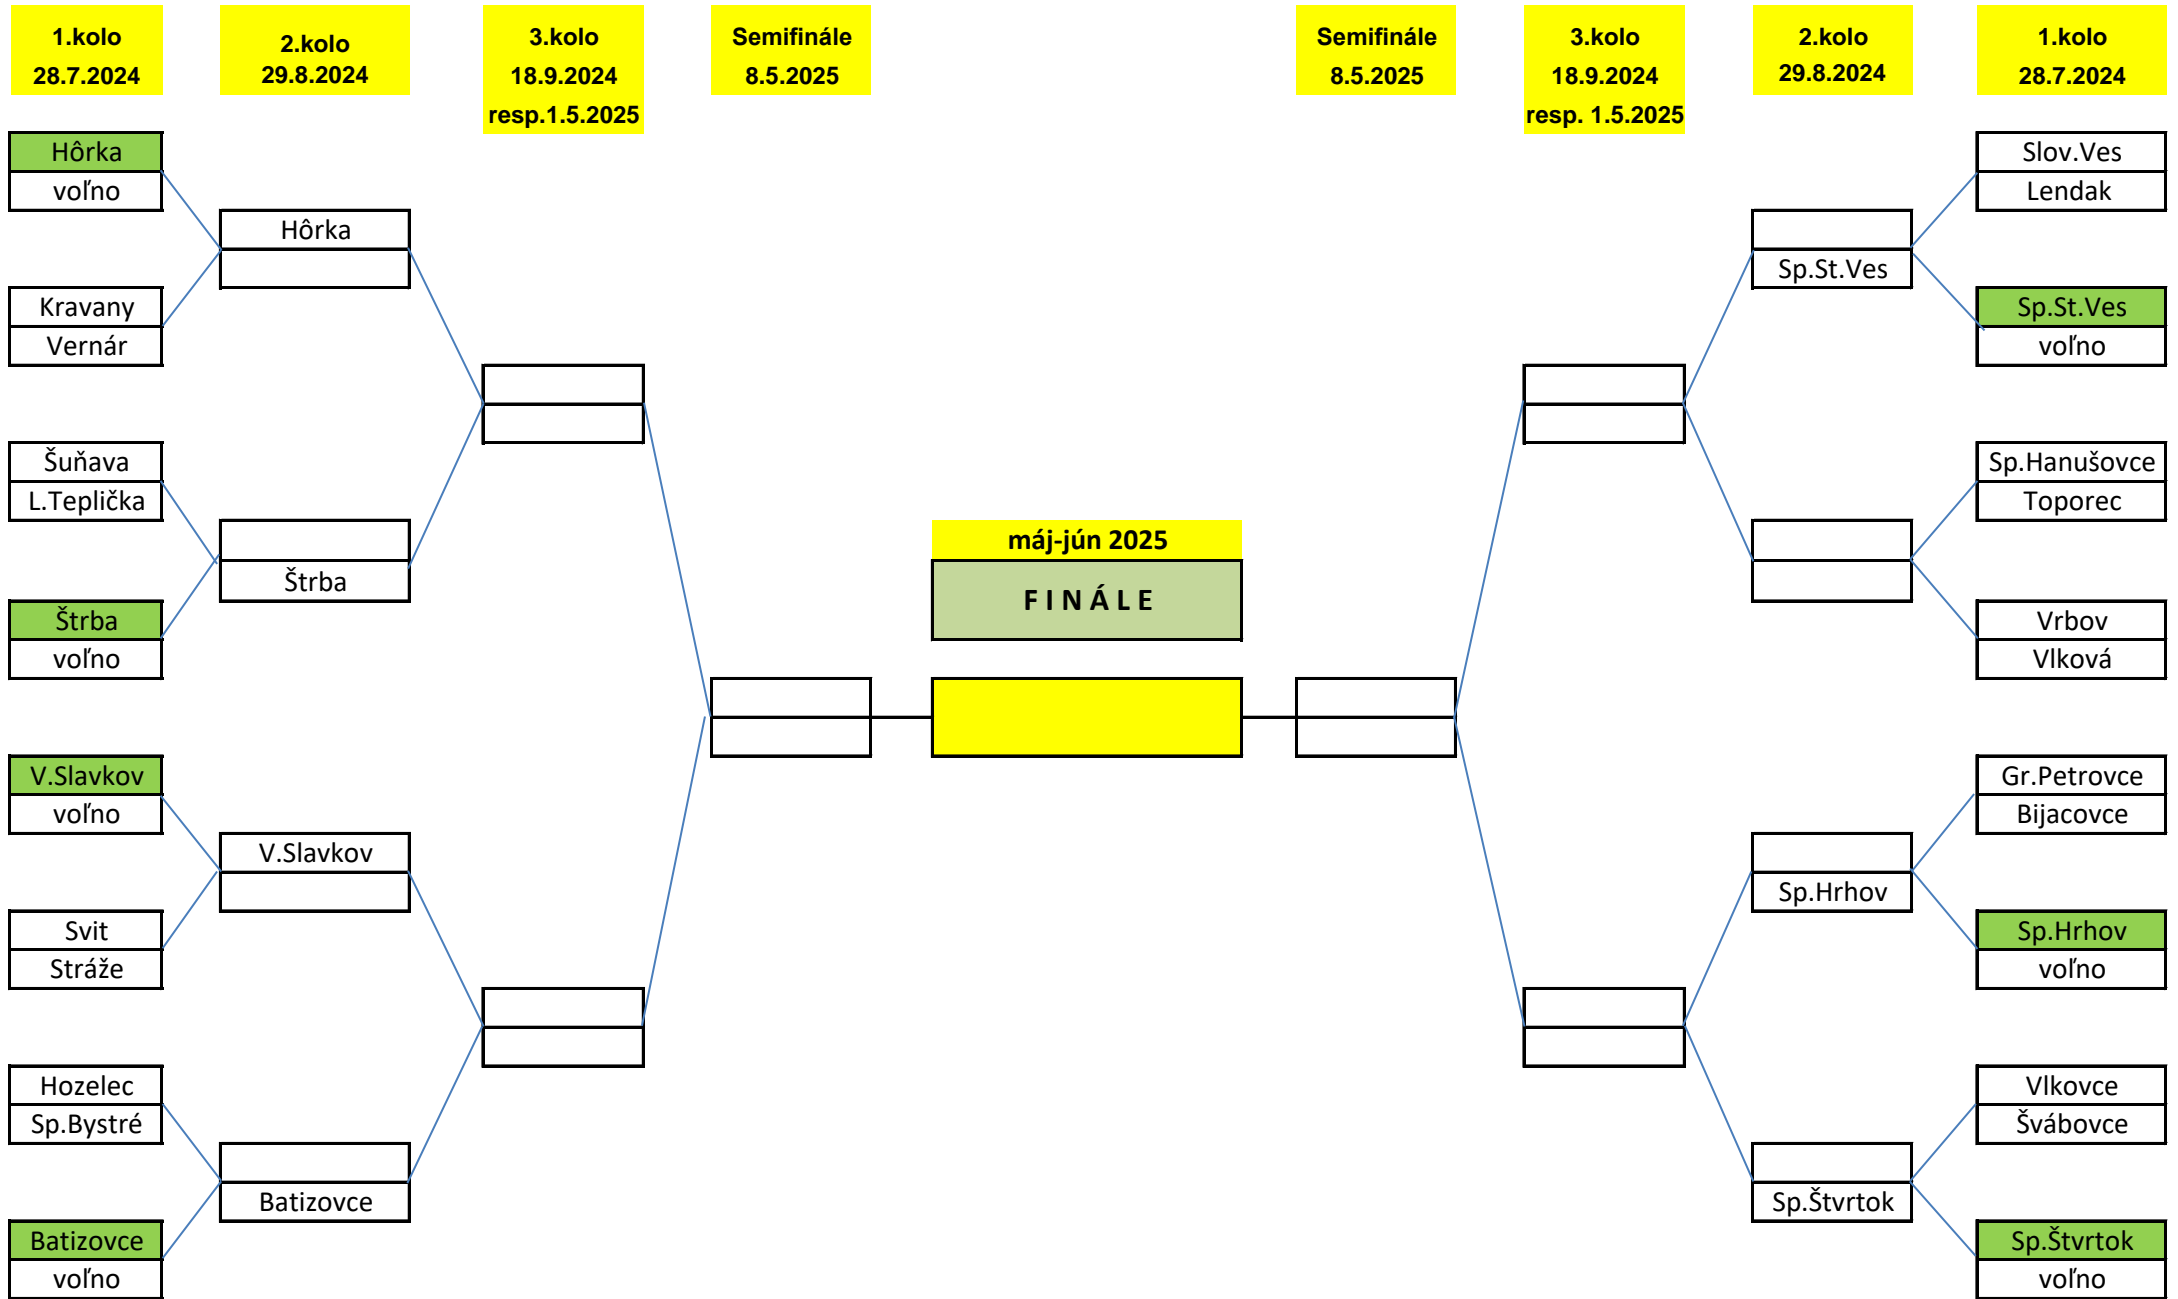 1.kolo
28.7.2024
2.kolo
29.8.2024
3.kolo
18.9.2024
resp.1.5.2025
Semifinále
8.5.2025
Semifinále
8.5.2025
3.kolo
18.9.2024
resp. 1.5.2025
2.kolo
29.8.2024
1.kolo
28.7.2024
Hôrka
voľno
Kravany
Vernár
Šuňava
L.Teplička
Štrba
voľno
V.Slavkov
voľno
Svit
Stráže
Hozelec
Sp.Bystré
Batizovce
voľno
Hôrka
Štrba
V.Slavkov
Batizovce
máj-jún 2025
F I N Á L E
Sp.St.Ves
Sp.Hrhov
Sp.Štvrtok
Slov.Ves
Lendak
Sp.St.Ves
voľno
Sp.Hanušovce
Toporec
Vrbov
Vlková
Gr.Petrovce
Bijacovce
Sp.Hrhov
voľno
Vlkovce
Švábovce
Sp.Štvrtok
voľno